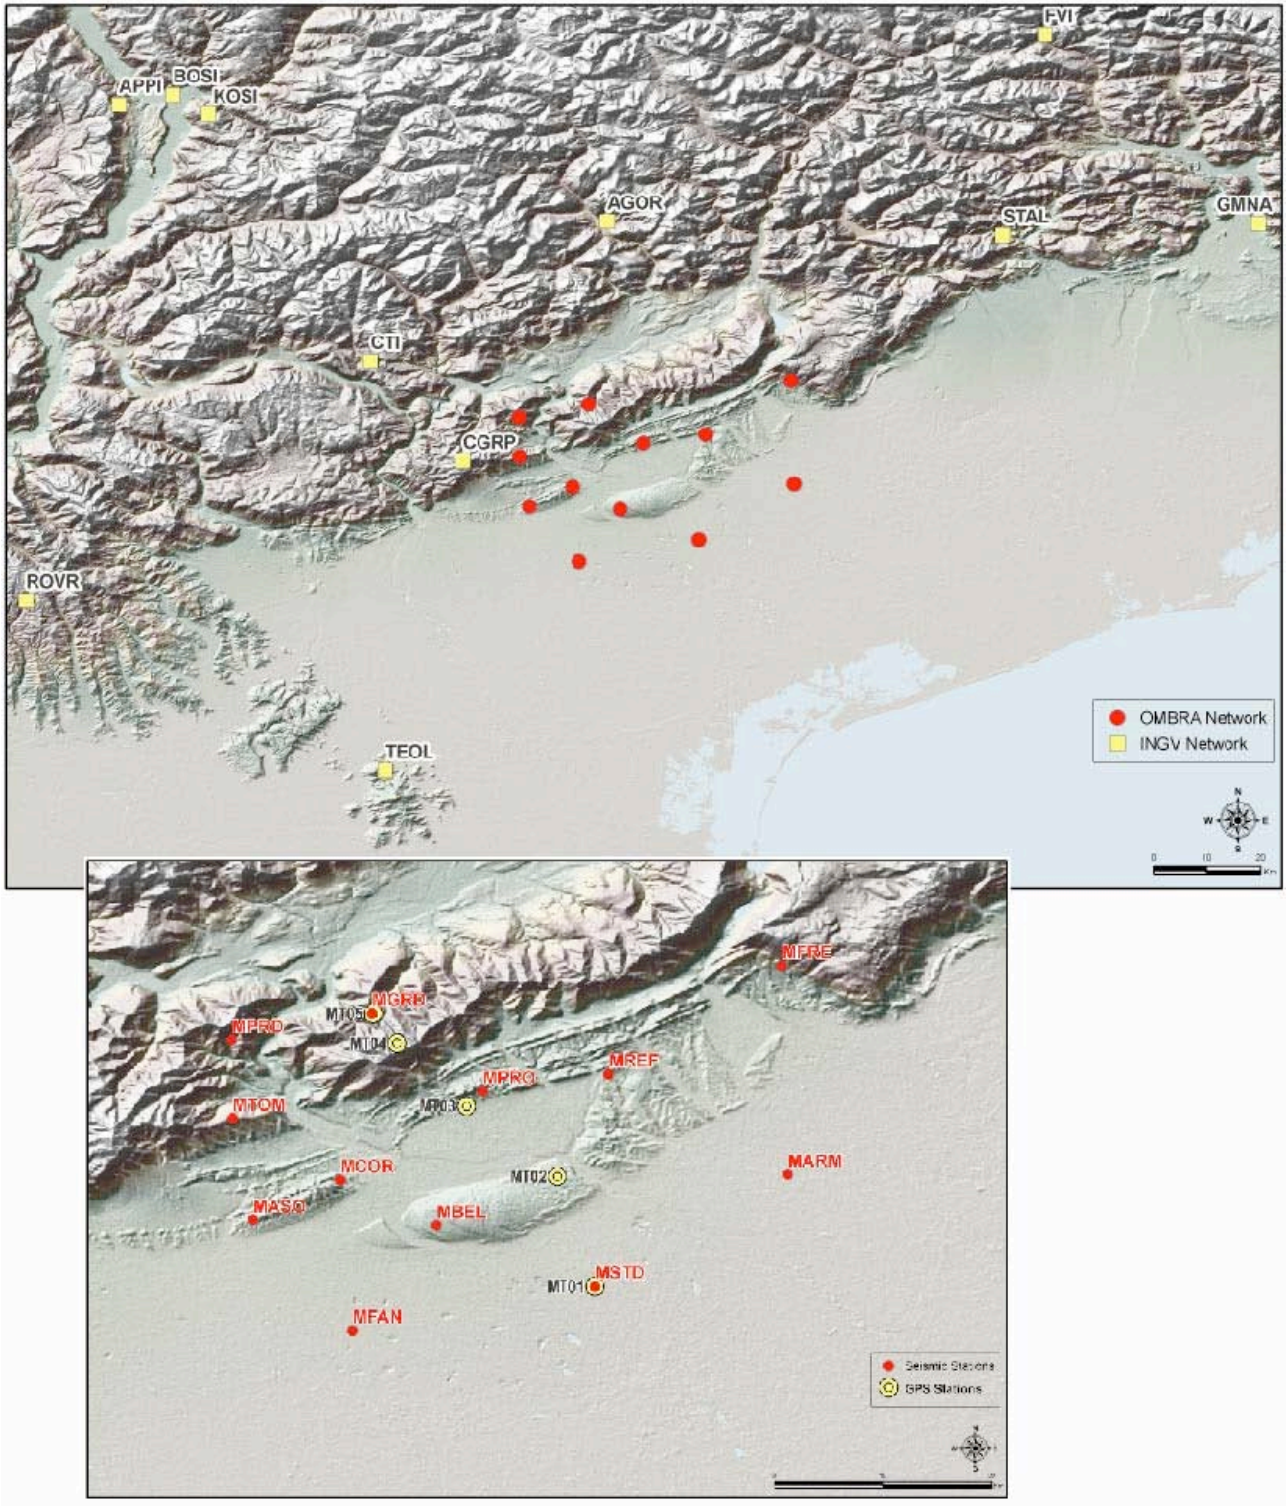 FVI
APPI
BOSI
KOSI
AGOR
STAL
GMNA
CTI
CGRP
ROVR
TEOL
OMBRA Network
INGV Network
N
W E
S
0 10 20
Km
MFRE
MT05 MGRD
MPRD
MT04
MREF
MPRO
MT03
MTOM
MARM
MCOR
MT02
MASO
MBEL
MSTD
MT01
MFAN
Seismic Stations
GPS Stations
N
S